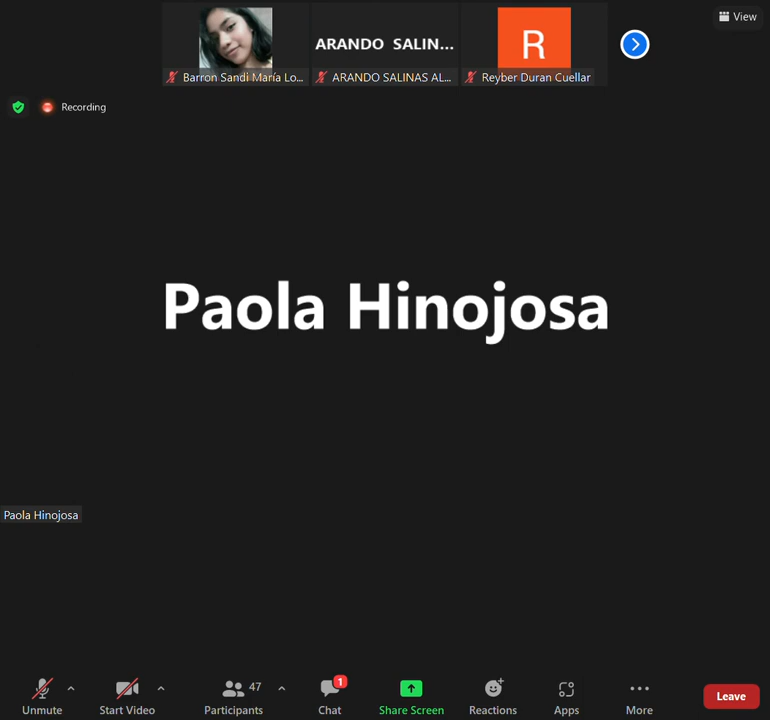 View
ARANDO SALIN...
R
Barron Sandi María Lo...
ARANDO SALINAS AL...
Reyber Duran Cuellar
Recording
Paola Hinojosa
Paola Hinojosa
47
1
Unmute
Start Video
Participants
Chat
Share Screen
Reactions
Apps
More
Leave